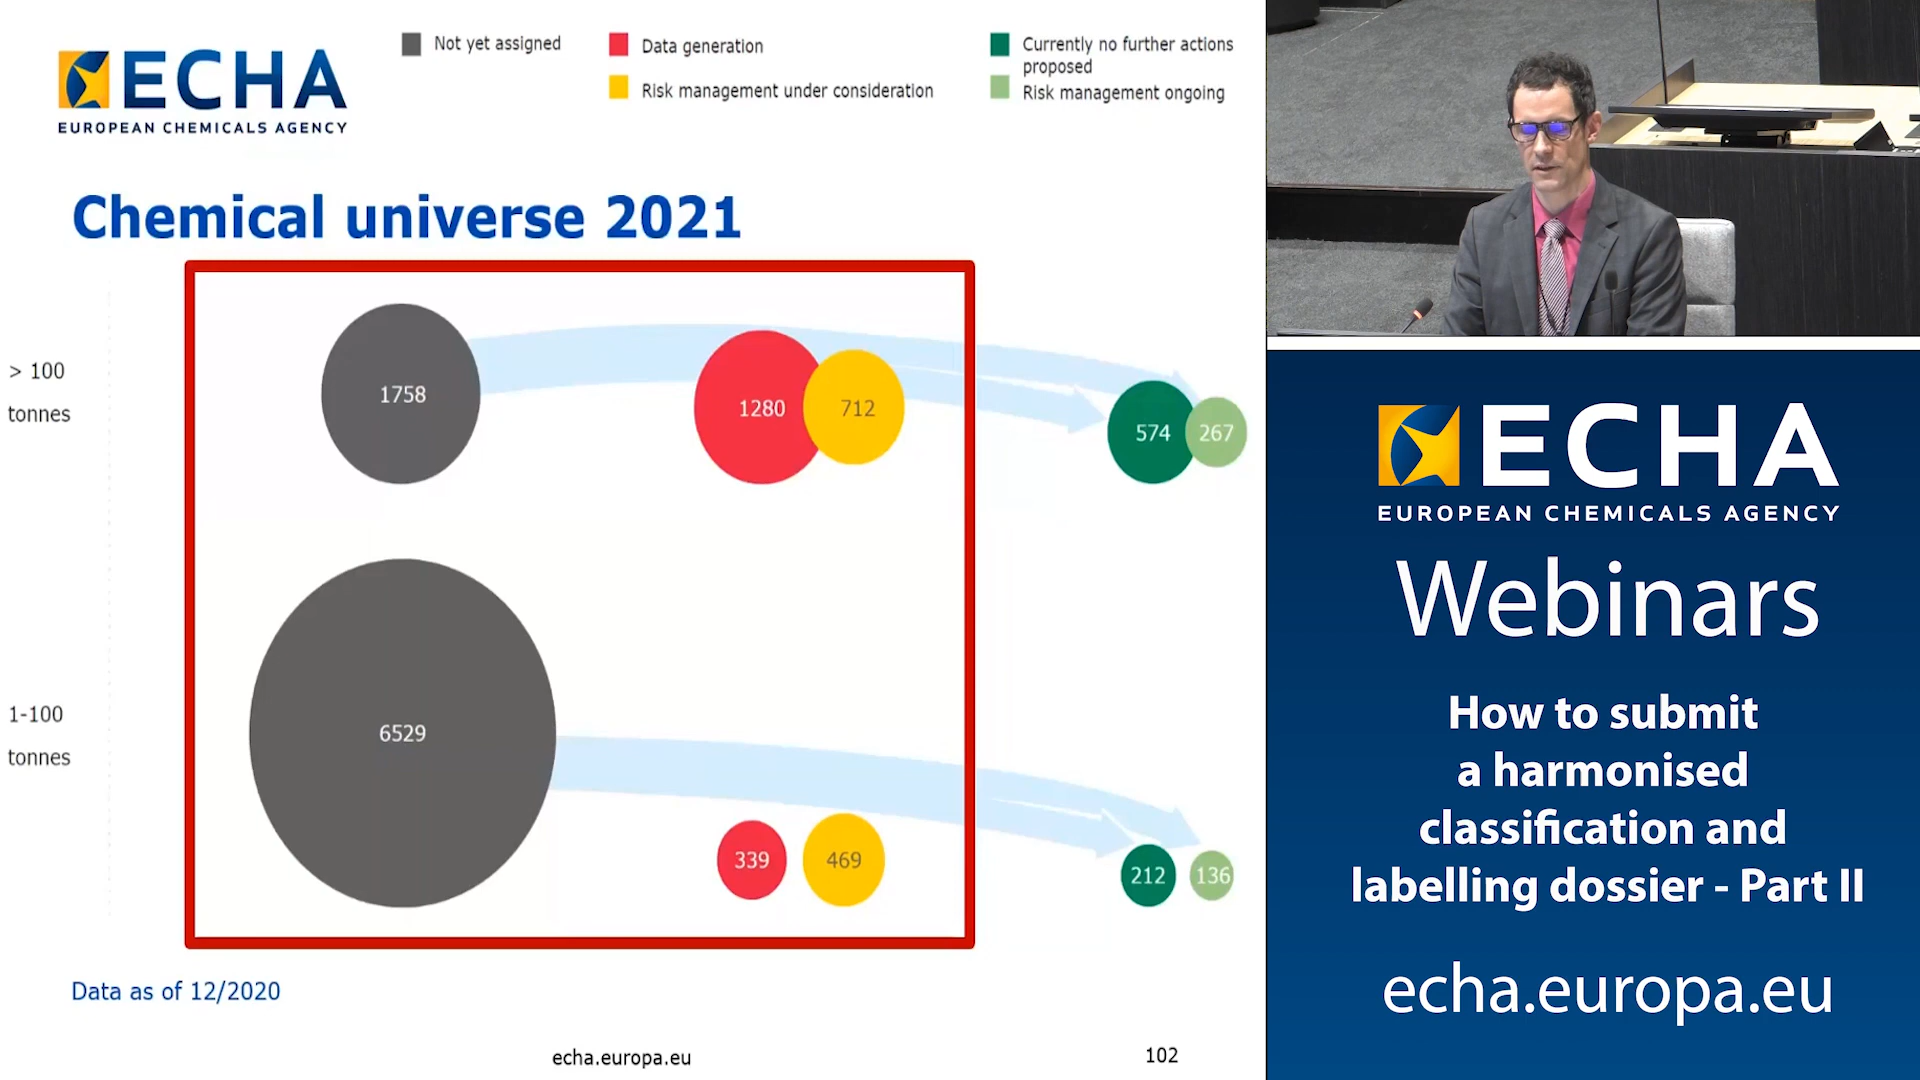 ECHA
EUROPEAN CHEMICALS AGENCY
Not yet assigned
Data generation
Risk management under consideration
Currently no further actions
proposed
Risk management ongoing
Chemical universe 2021
> 100
tonnes
1758
1280
712
574
267
1-100
tonnes
6529
339
469
212
136
Data as of 12/2020
echa.europa.eu
102
ECHA
EUROPEAN CHEMICALS AGENCY
Webinars
How to submit
a harmonised
classification and
labelling dossier - Part II
echa.europa.eu